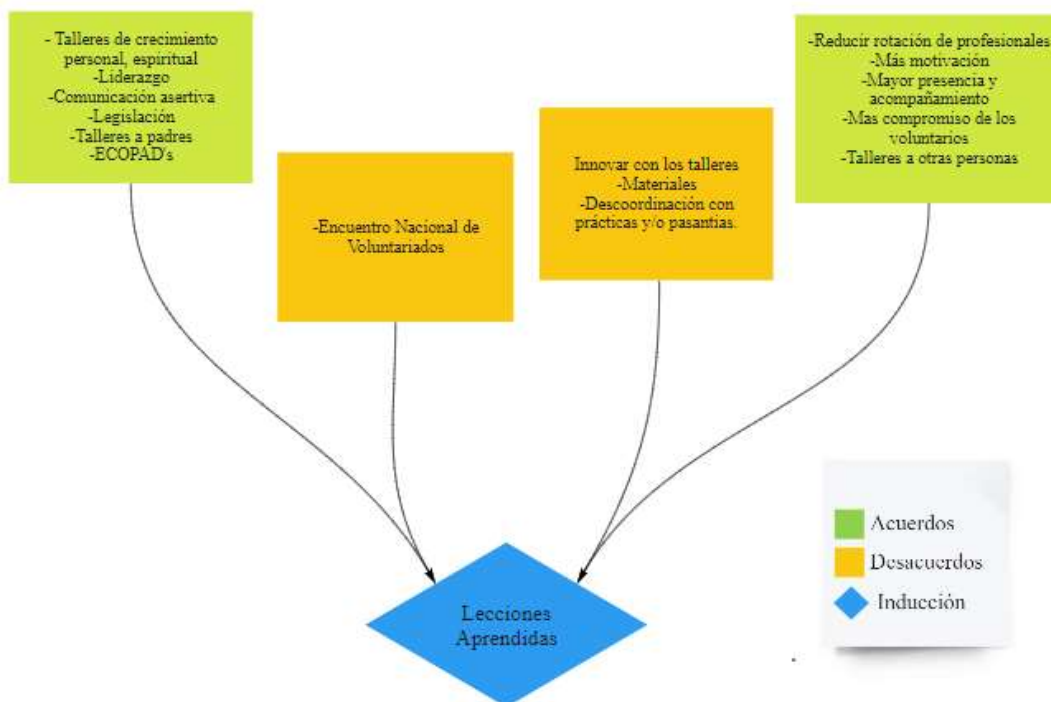 - Talleres de crecimiento
personal, espiritual
-Liderazgo
-Comunicación asertiva
-Legislación
-Talleres a padres
-ECOPAD's
-Encuentro Nacional de
Voluntariados
Innovar con los talleres
-Materiales
-Descoordinación con
prácticas y/o pasantias.
-Reducir rotación de profesionales
-Más motivación
-Mayor presencia y
acompañamiento
-Mas compromiso de los
voluntarios
-Talleres a otras personas
Lecciones
Aprendidas
Acuerdos
Desacuerdos
Inducción